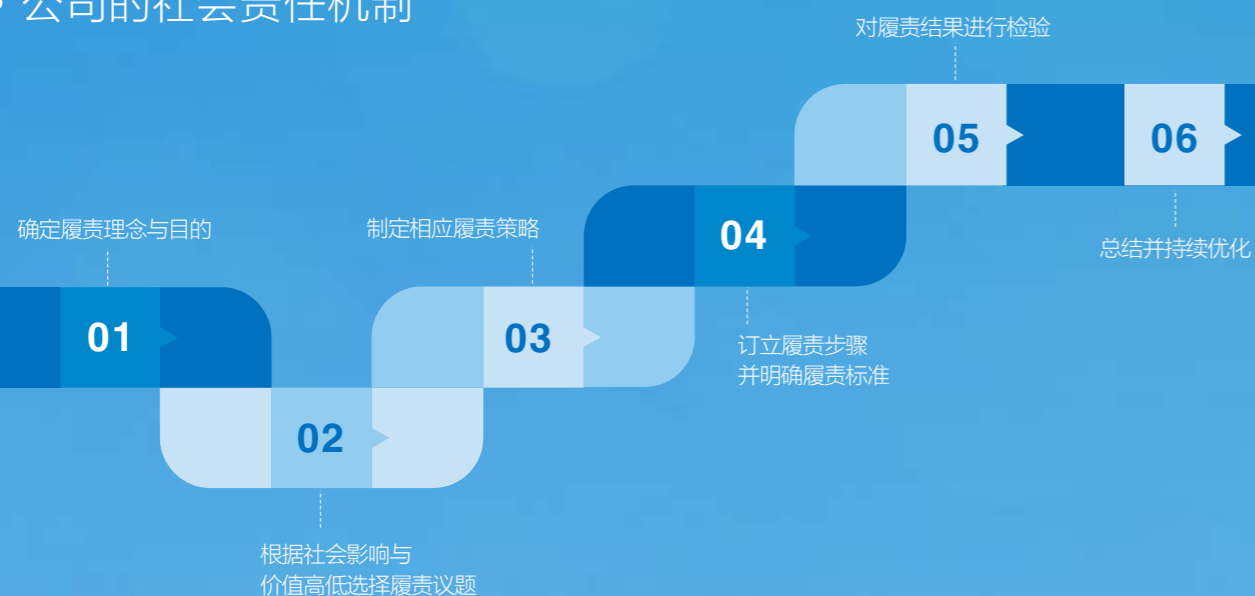 公司的社会责任机制
01
确定履责理念与目的
02
根据社会影响与
价值高低选择履责议题
03
制定相应履责策略
04
订立履责步骤
并明确履责标准
05
对履责结果进行检验
06
总结并持续优化